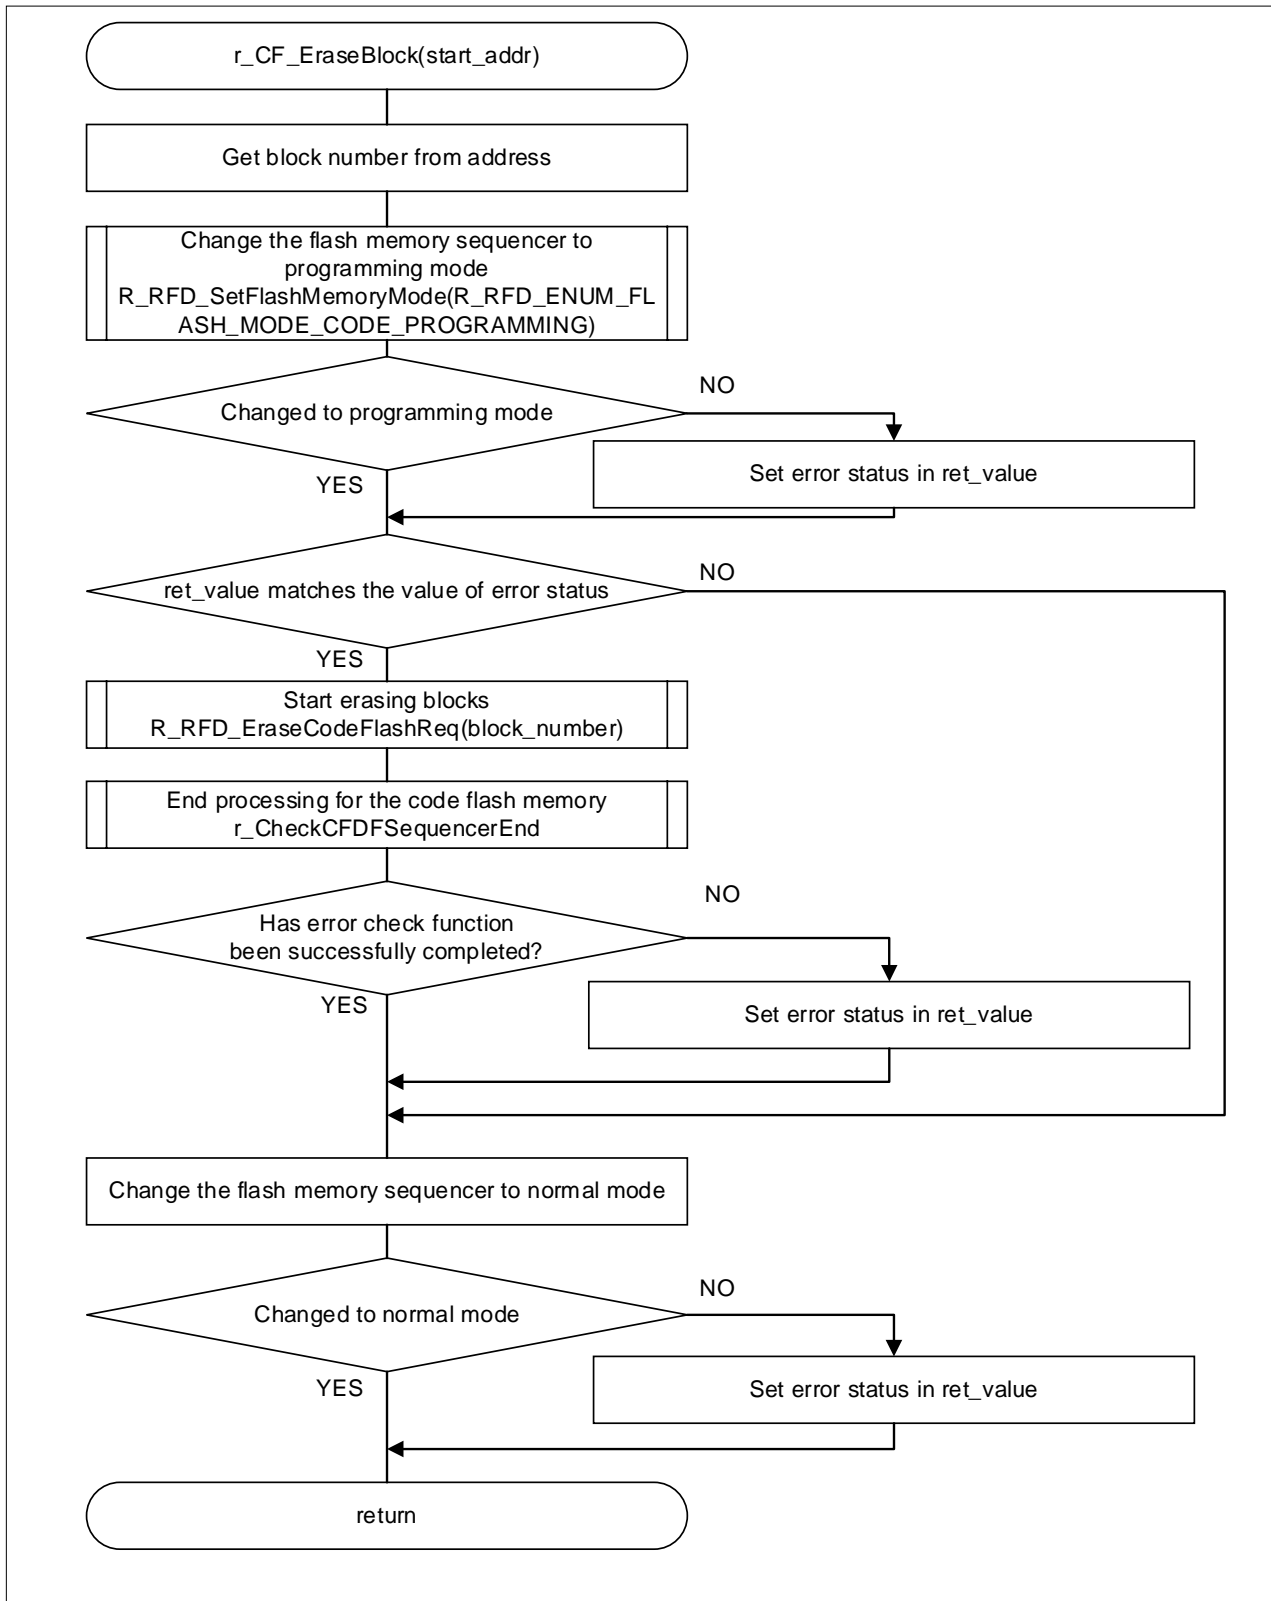 r_CF_EraseBlock(start_addr)
Get block number from address
Change the flash memory sequencer to
programming mode
R_RFD_SetFlashMemoryMode(R_RFD_ENUM_FL
ASH_MODE_CODE_PROGRAMMING)
Changed to programming mode
NO
Set error status in ret_value
YES
ret_value matches the value of error status
NO
YES
Start erasing blocks
R_RFD_EraseCodeFlashReq(block_number)
End processing for the code flash memory
r_CheckCFDFSequencerEnd
Has error check function
been successfully completed?
NO
Set error status in ret_value
YES
Change the flash memory sequencer to normal mode
Changed to normal mode
NO
Set error status in ret_value
YES
return